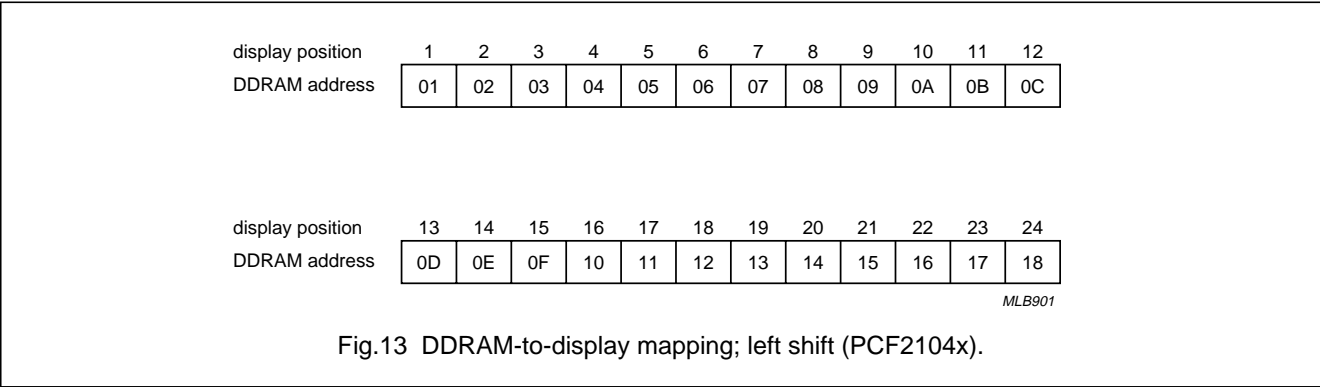 display position 1 2 3 4 5 6 7 8 9 10 11 12
DDRAM address 01 02 03 04 05 06 07 08 09 0A 0B 0C
display position 13 14 15 16 17 18 19 20 21 22 23 24
DDRAM address 0D 0E 0F 10 11 12 13 14 15 16 17 18
MLB901
Fig.13 DDRAM-to-display mapping; left shift (PCF2104x).